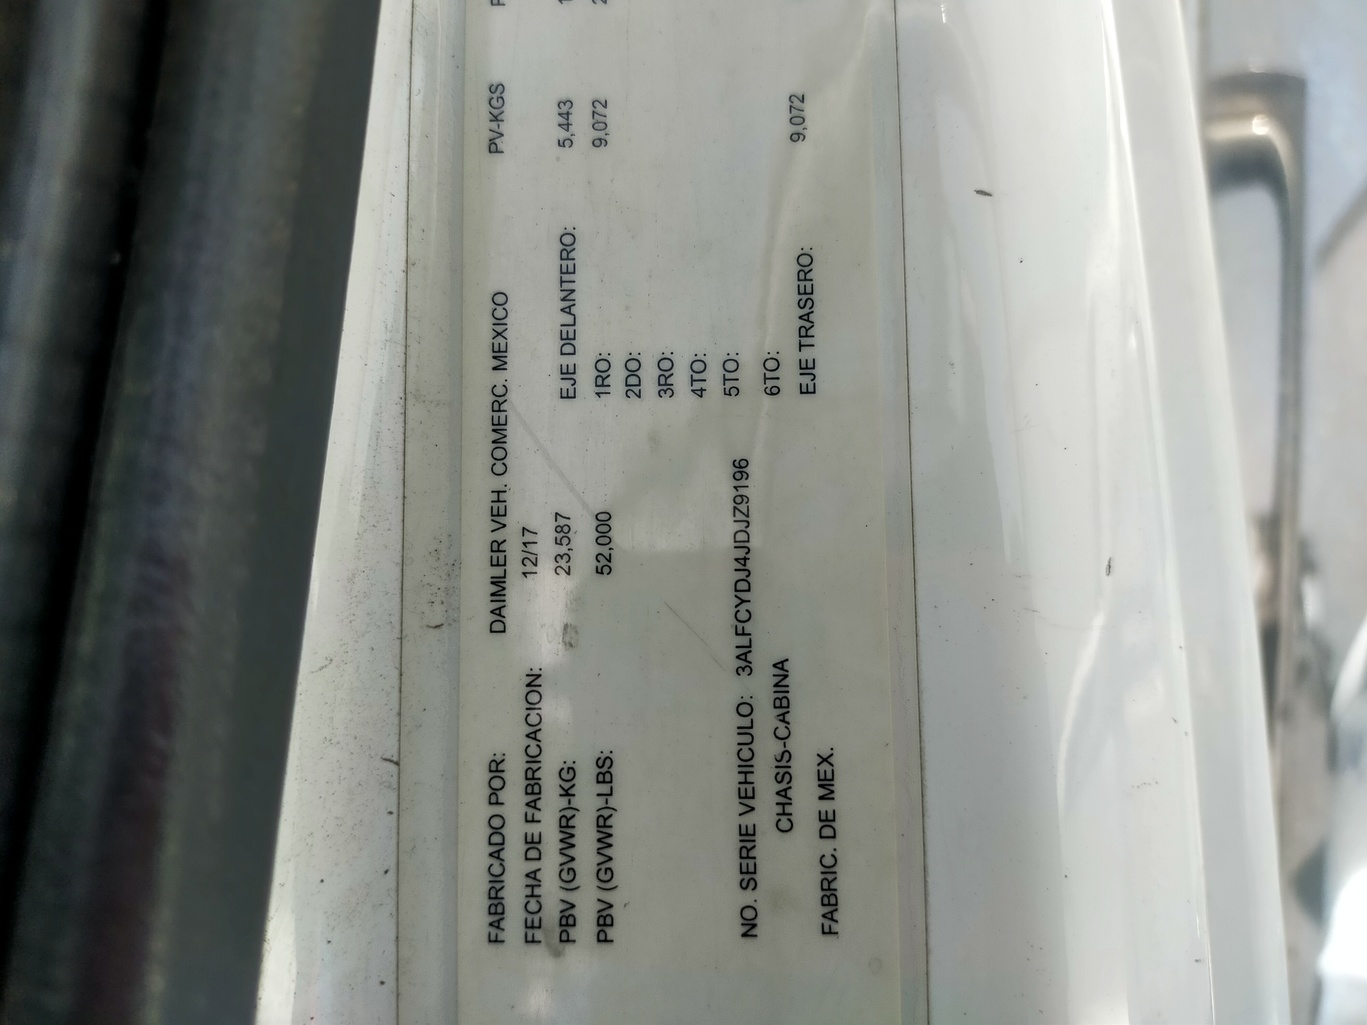 FABRICADO POR: DAIMLER VEH. COMERC. MEXICO PV-KGS
FECHA DE FABRICACION: 12/17
PBV (GVWR)-KG: 23,587 EJE DELANTERO: 5,443
PBV (GVWR)-LBS: 52,000 1RO: 9,072
2DO:
3RO:
4TO:
NO. SERIE VEHICULO: 3ALFCYDJ4JDJZ9196 5TO:
CHASIS-CABINA 6TO:
FABRIC. DE MEX. EJE TRASERO: 9,072